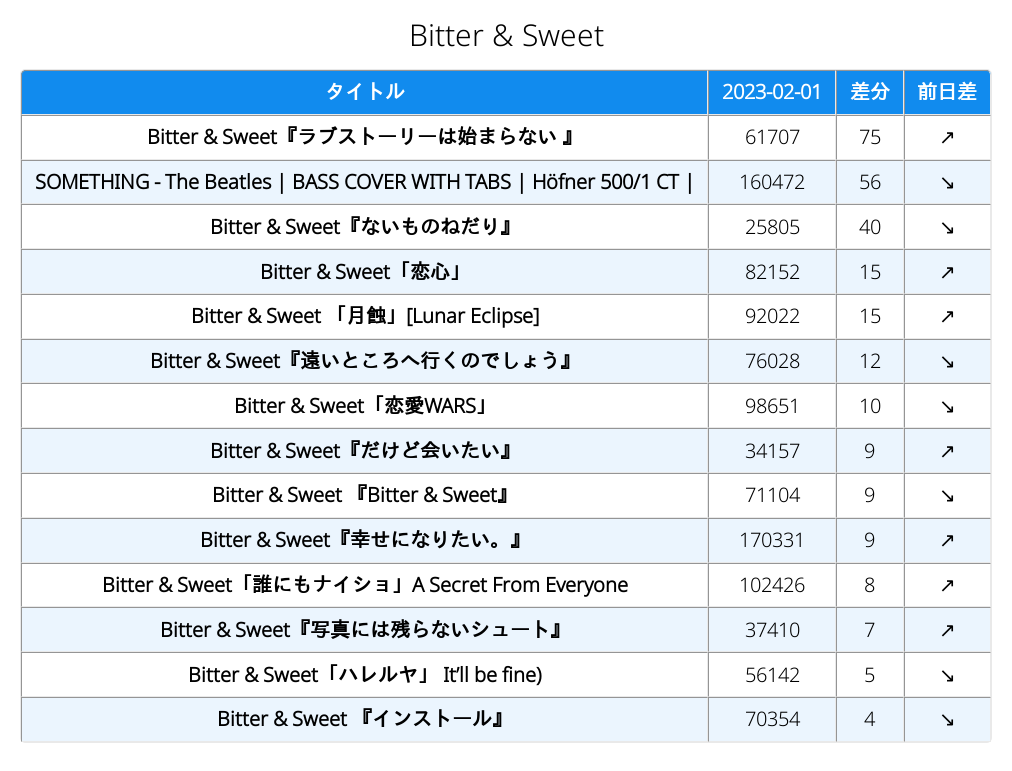 Bitter & Sweet
タイトル 2023-02-01 差分 前日差
Bitter & Sweet『ラブストーリーは始まらない 』 61707 75 ↗
SOMETHING - The Beatles | BASS COVER WITH TABS | Höfner 500/1 CT | 160472 56 ↘
Bitter & Sweet『ないものねだり』 25805 40 ↘
Bitter & Sweet「恋心」 82152 15 ↗
Bitter & Sweet 「月蝕」[Lunar Eclipse] 92022 15 ↗
Bitter & Sweet『遠いところへ行くのでしょう』 76028 12 ↘
Bitter & Sweet「恋愛WARS」 98651 10 ↘
Bitter & Sweet『だけど会いたい』 34157 9 ↗
Bitter & Sweet 『Bitter & Sweet』 71104 9 ↘
Bitter & Sweet『幸せになりたい。』 170331 9 ↗
Bitter & Sweet「誰にもナイショ」A Secret From Everyone 102426 8 ↗
Bitter & Sweet『写真には残らないシュート』 37410 7 ↗
Bitter & Sweet「ハレルヤ」 It’ll be fine) 56142 5 ↘
Bitter & Sweet 『インストール』 70354 4 ↘